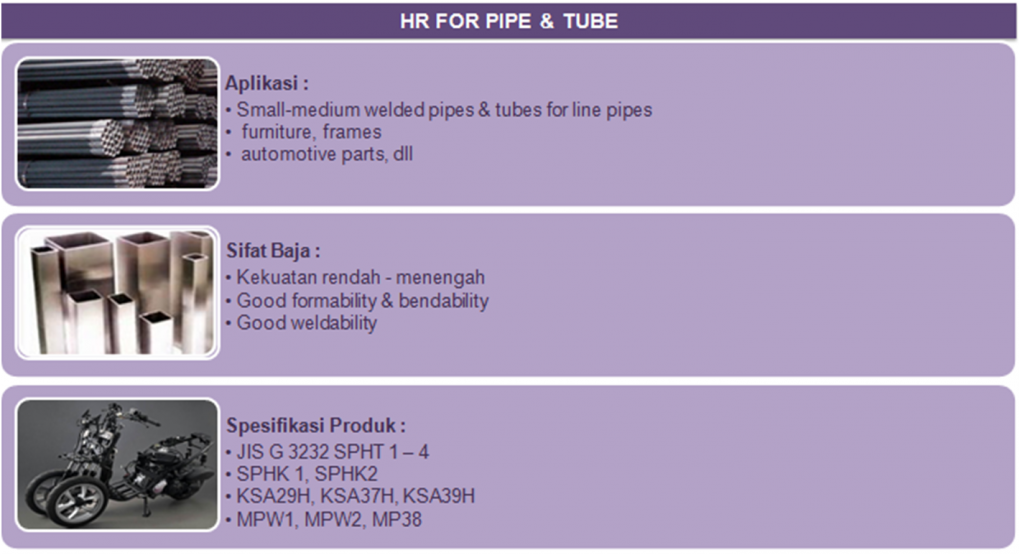 HR FOR PIPE & TUBE
Aplikasi :
• Small-medium welded pipes & tubes for line pipes
• furniture, frames
• automotive parts, dll
Sifat Baja :
• Kekuatan rendah - menengah
• Good formability & bendability
• Good weldability
Spesifikasi Produk :
• JIS G 3232 SPHT 1 – 4
• SPHK 1, SPHK2
• KSA29H, KSA37H, KSA39H
• MPW1, MPW2, MP38